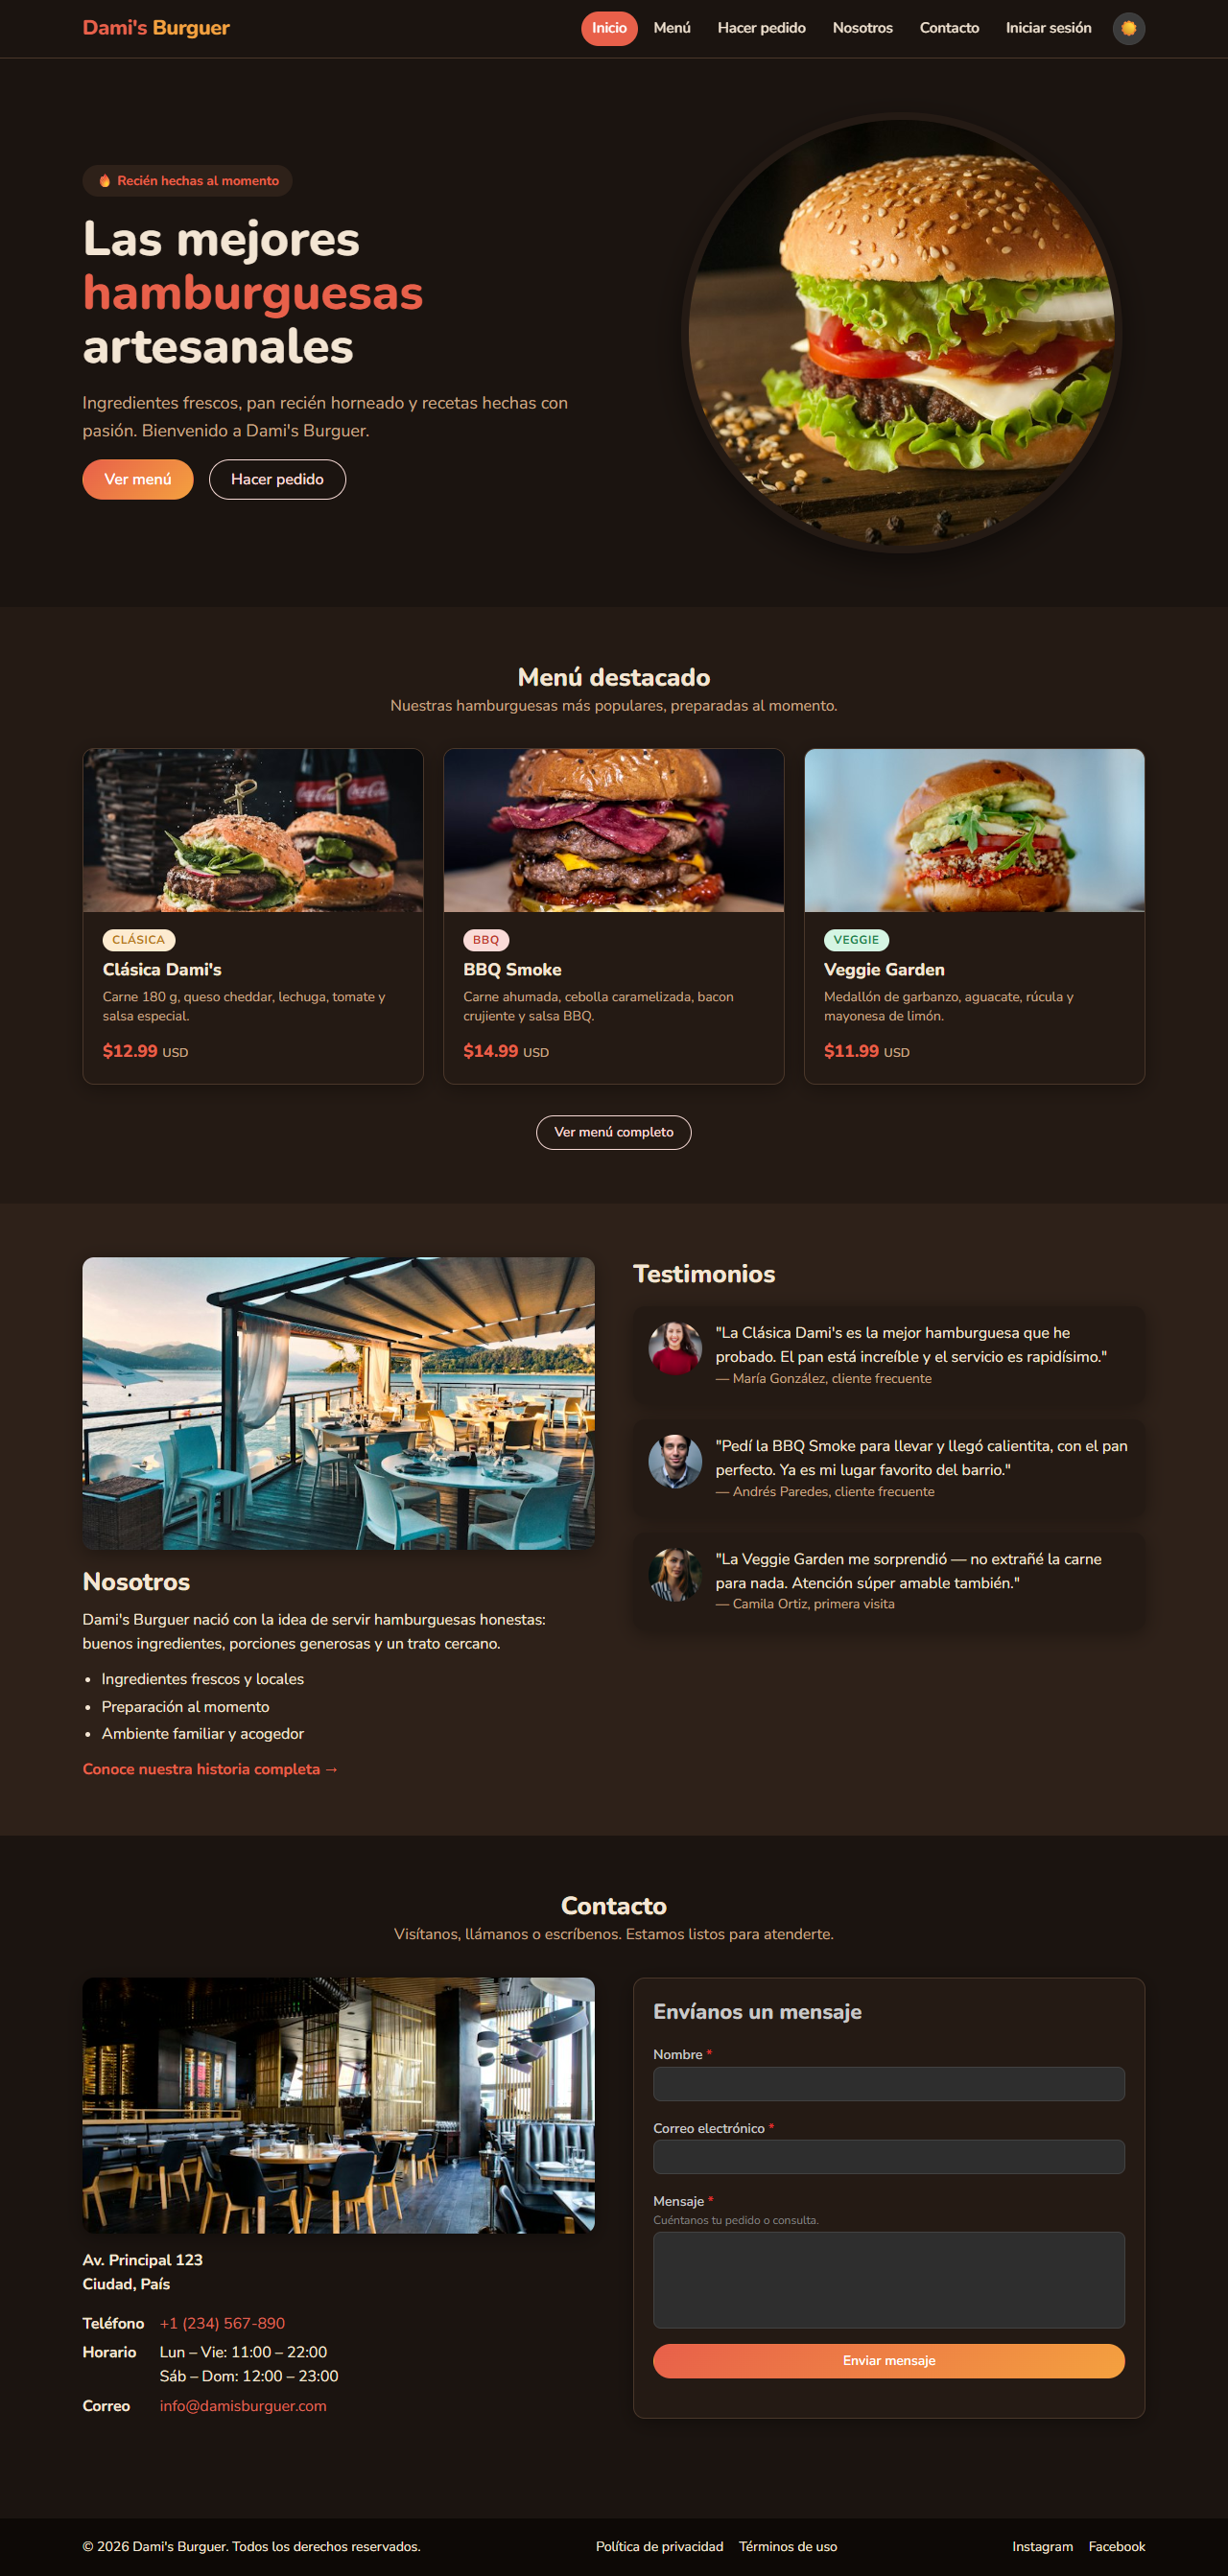 Dami's Burguer
Inicio
Menú
Hacer pedido
Nosotros
Contacto
Iniciar sesión
Recién hechas al momento
Las mejores
hamburguesas
artesanales
Ingredientes frescos, pan recién horneado y recetas hechas con
pasión. Bienvenido a Dami's Burguer.
Ver menú
Hacer pedido
Menú destacado
Nuestras hamburguesas más populares, preparadas al momento.
CLÁSICA
Clásica Dami's
Carne 180 g, queso cheddar, lechuga, tomate y
salsa especial.
$12.99 USD
BBQ
BBQ Smoke
Carne ahumada, cebolla caramelizada, bacon
crujiente y salsa BBQ.
$14.99 USD
VEGGIE
Veggie Garden
Medallón de garbanzo, aguacate, rúcula y
mayonesa de limón.
$11.99 USD
Ver menú completo
Nosotros
Dami's Burguer nació con la idea de servir hamburguesas honestas:
buenos ingredientes, porciones generosas y un trato cercano.
• Ingredientes frescos y locales
• Preparación al momento
• Ambiente familiar y acogedor
Conoce nuestra historia completa →
Testimonios
"La Clásica Dami's es la mejor hamburguesa que he
probado. El pan está increíble y el servicio es rapidísimo."
— María González, cliente frecuente
"Pedí la BBQ Smoke para llevar y llegó calientita, con el pan
perfecto. Ya es mi lugar favorito del barrio."
— Andrés Paredes, cliente frecuente
"La Veggie Garden me sorprendió — no extrañé la carne
para nada. Atención súper amable también."
— Camila Ortiz, primera visita
Contacto
Visítanos, llámanos o escríbenos. Estamos listos para atenderte.
Av. Principal 123
Ciudad, País
Teléfono +1 (234) 567-890
Horario Lun – Vie: 11:00 – 22:00
Sáb – Dom: 12:00 – 23:00
Correo info@damisburguer.com
Envíanos un mensaje
Nombre *
Correo electrónico *
Mensaje *
Cuéntanos tu pedido o consulta.
Enviar mensaje
© 2026 Dami's Burguer. Todos los derechos reservados.
Política de privacidad
Términos de uso
Instagram
Facebook